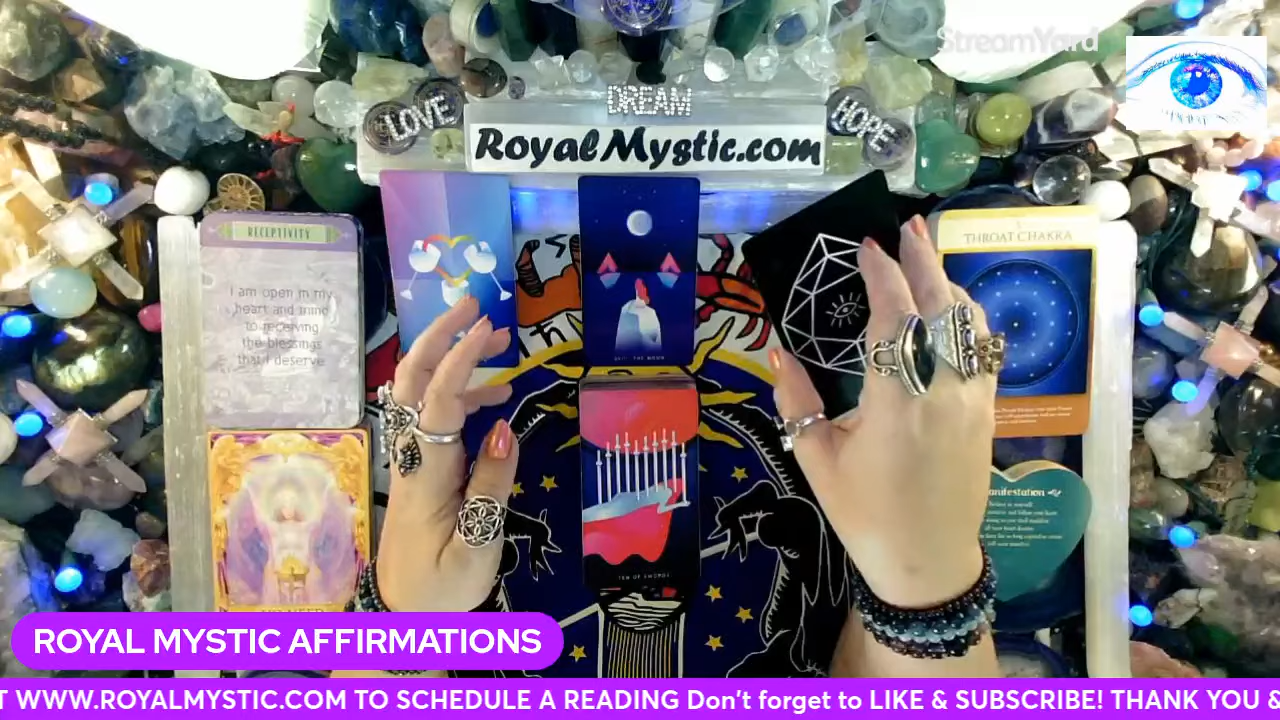 StreamYard
LOVE
DREAM
HOPE
RoyalMystic.com
RECEPTIVITY
I am open in my
heart and mind
to receiving
the blessings
that I deserve
THE MOON
THROAT CHAKRA
TEN OF SWORDS
anifestation
ROYAL MYSTIC AFFIRMATIONS
T WWW.ROYALMYSTIC.COM TO SCHEDULE A READING Don't forget to LIKE & SUBSCRIBE! THANK YOU &